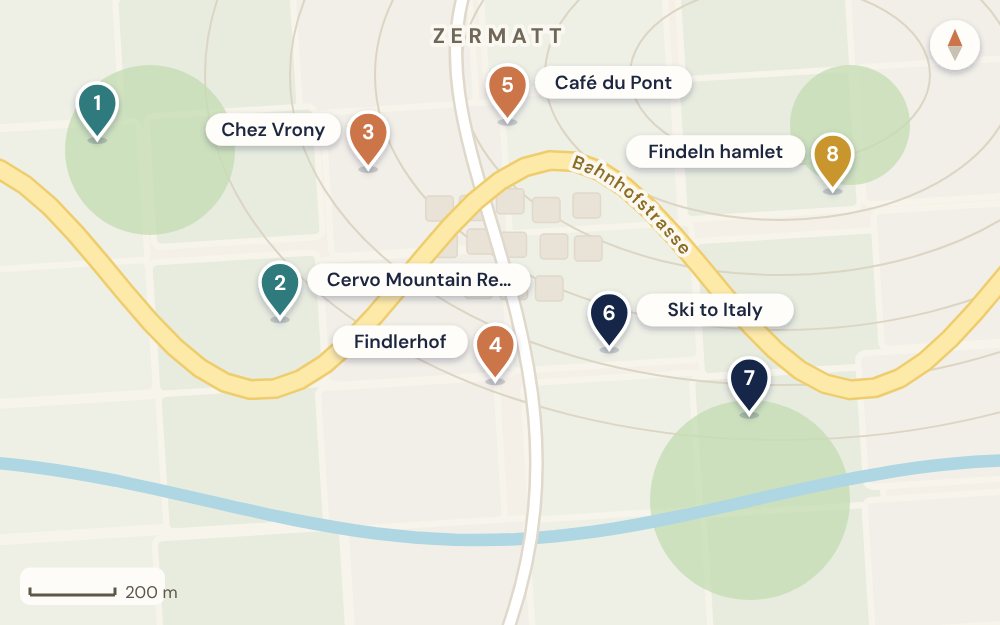 ZERMATT
5 Café du Pont
1
Chez Vrony 3
Findeln hamlet 8
Bahnhofstrasse
2 Cervo Mountain Re…
6 Ski to Italy
Findlerhof 4
7
200 m